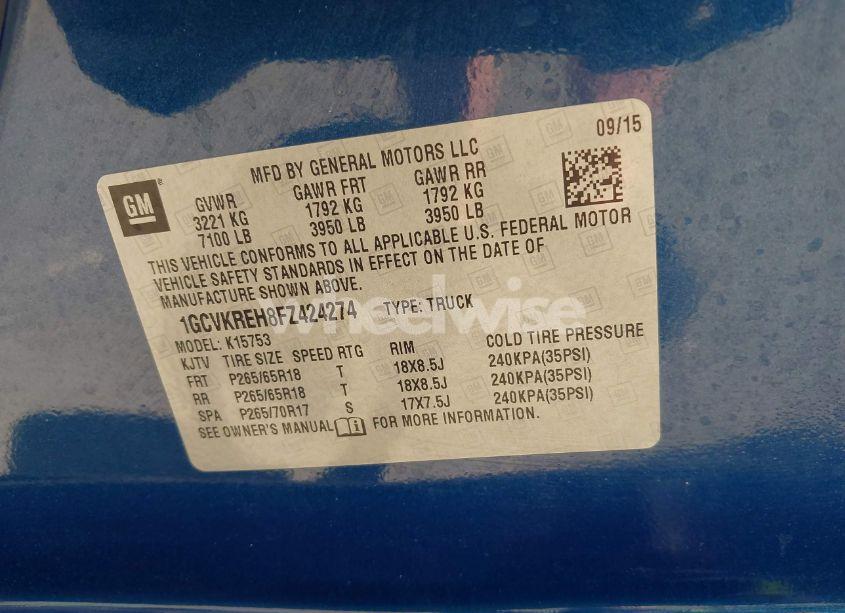 09/15
MFD BY GENERAL MOTORS LLC
GM
GVWR GAWR FRT GAWR RR
3221 KG 1792 KG 1792 KG
7100 LB 3950 LB 3950 LB
THIS VEHICLE CONFORMS TO ALL APPLICABLE U.S. FEDERAL MOTOR
VEHICLE SAFETY STANDARDS IN EFFECT ON THE DATE OF
MANUFACTURE SHOWN ABOVE.
1GCVKREH8FZ424274 TYPE: TRUCK
wheelwise
MODEL: K15753
KJTV TIRE SIZE SPEED RTG RIM COLD TIRE PRESSURE
FRT P265/65R18 T 18X8.5J 240KPA(35PSI)
RR P265/65R18 T 18X8.5J 240KPA(35PSI)
SPA P265/70R17 S 17X7.5J 240KPA(35PSI)
SEE OWNER'S MANUAL FOR MORE INFORMATION.